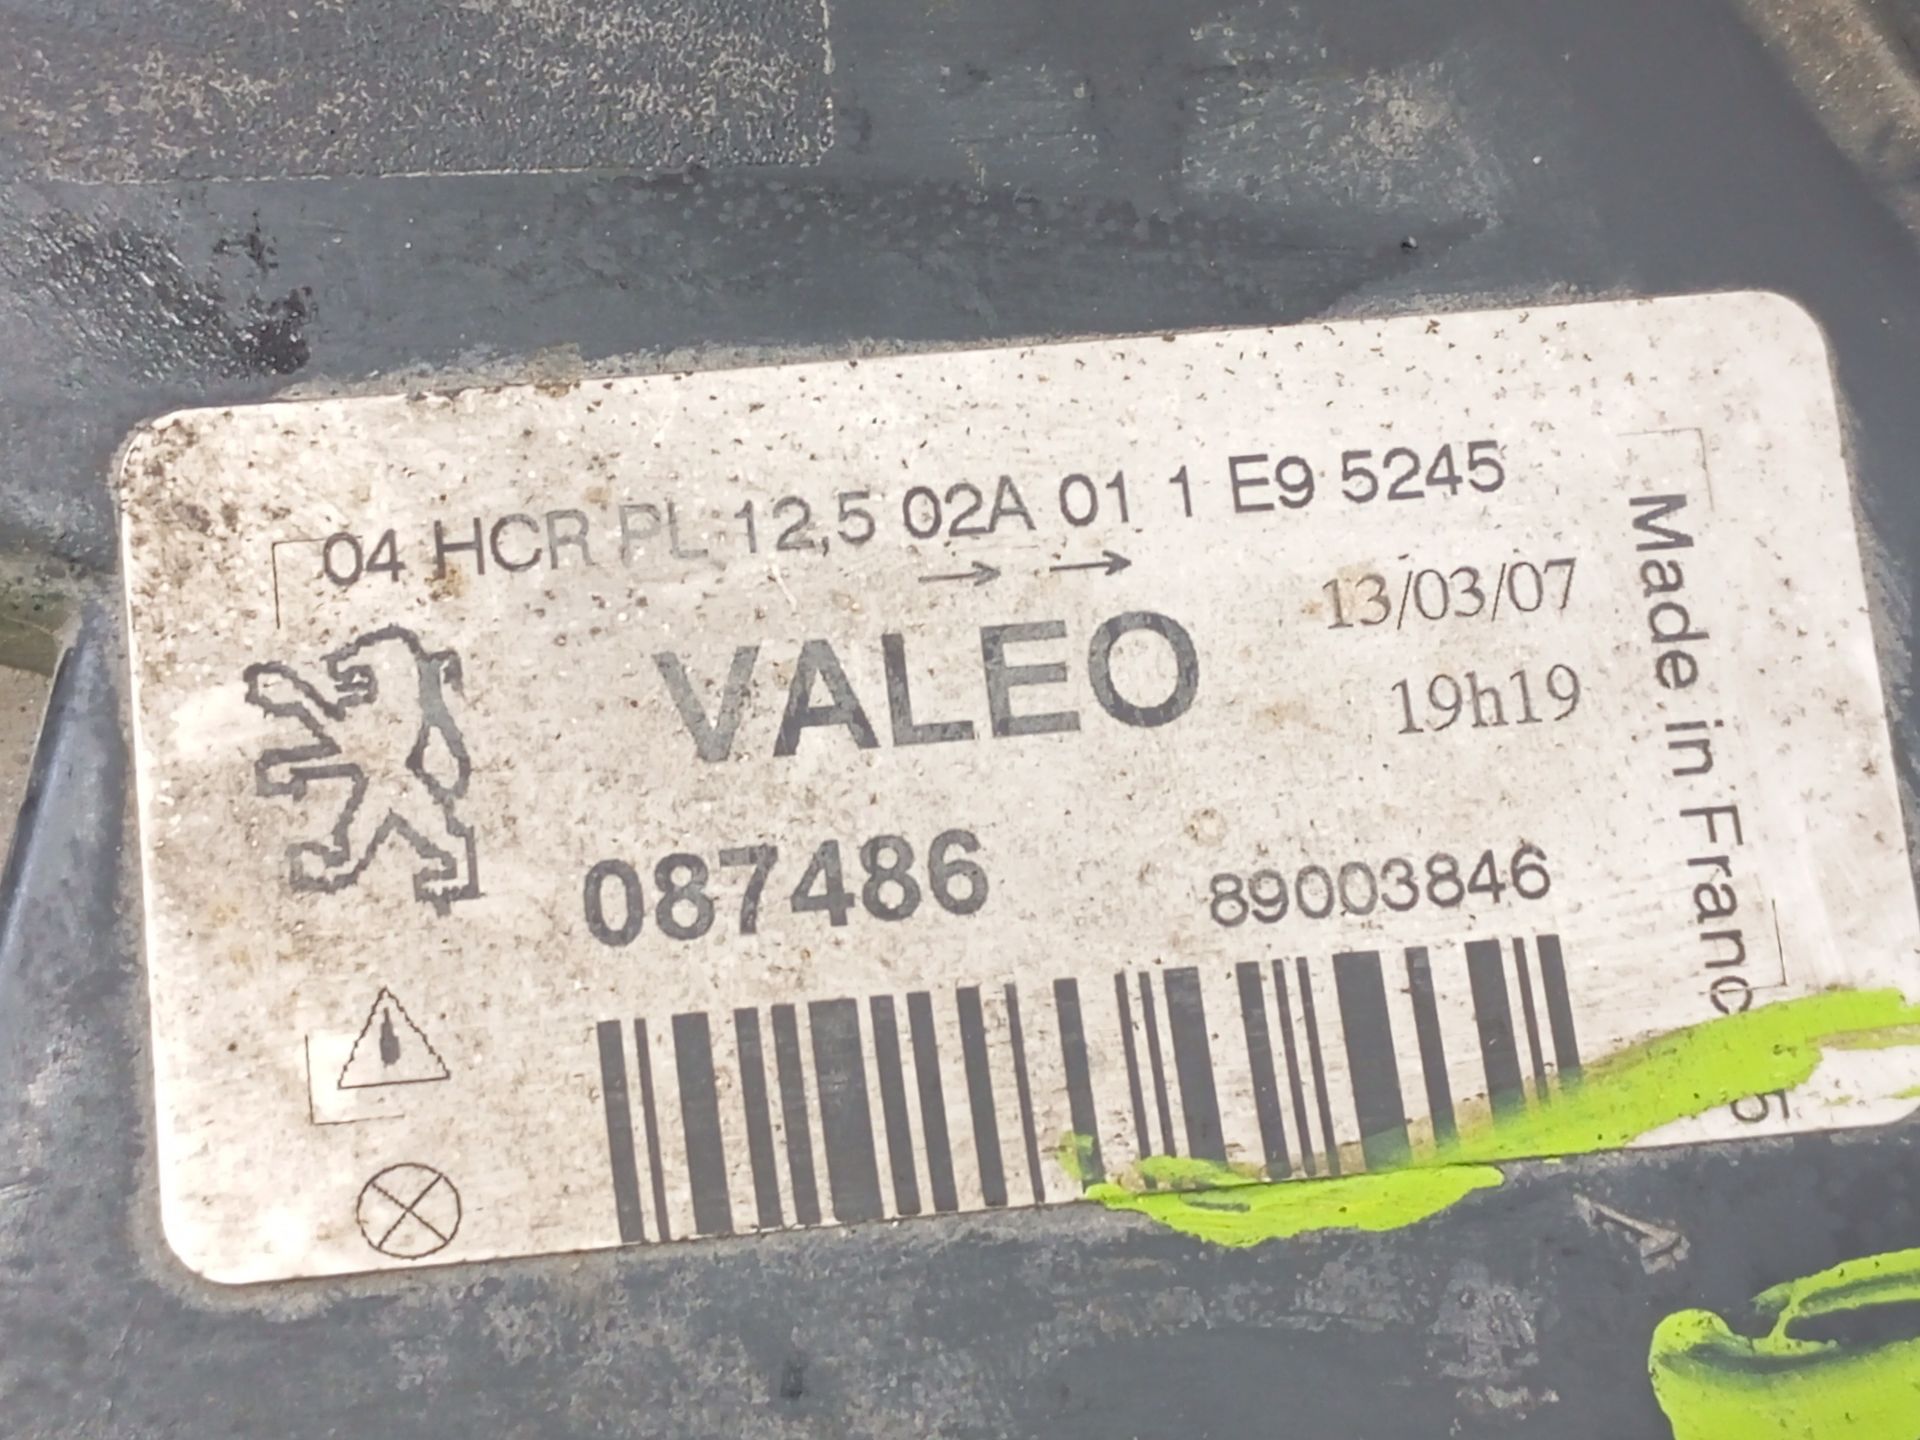 04 HCR PL 12,5 02A 01 1 E9 5245
→ →
13/03/07
VALEO
19h19
087486
89003846
Made in